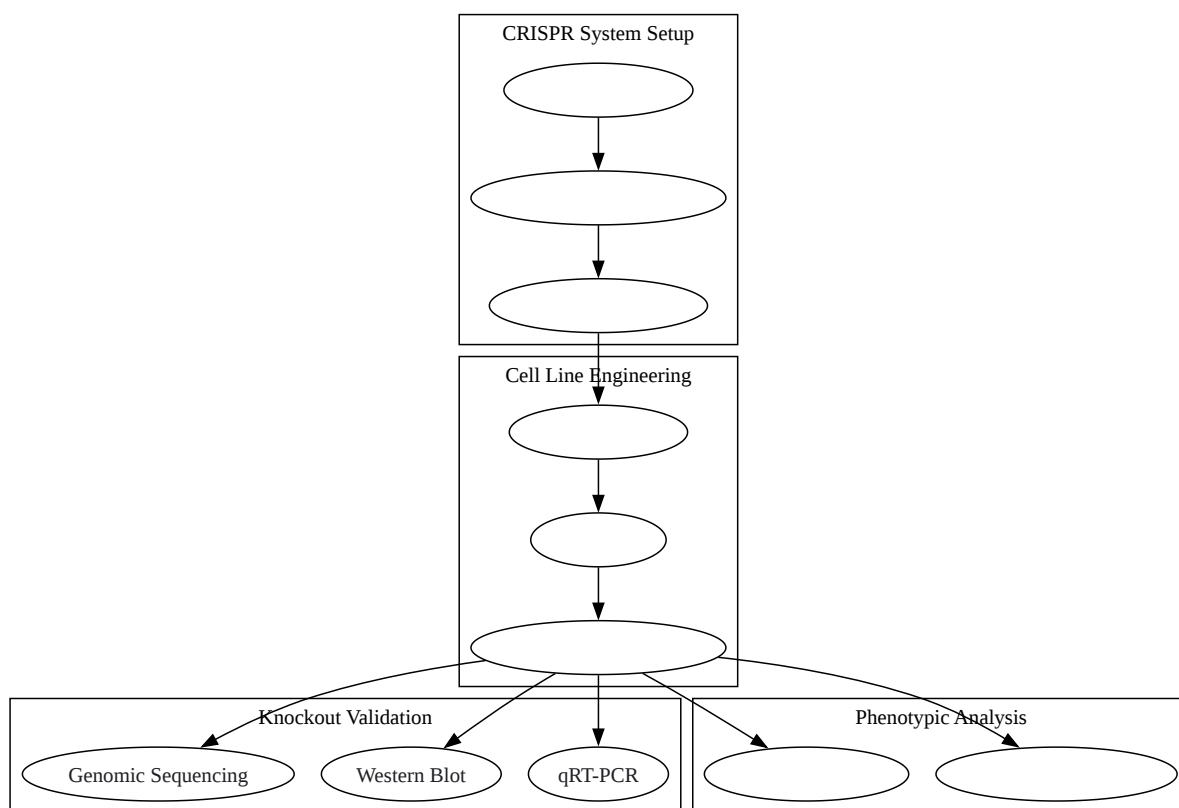 CRISPR System Setup
Cell Line Engineering
Knockout Validation
Phenotypic Analysis
Genomic Sequencing
Western Blot
qRT-PCR